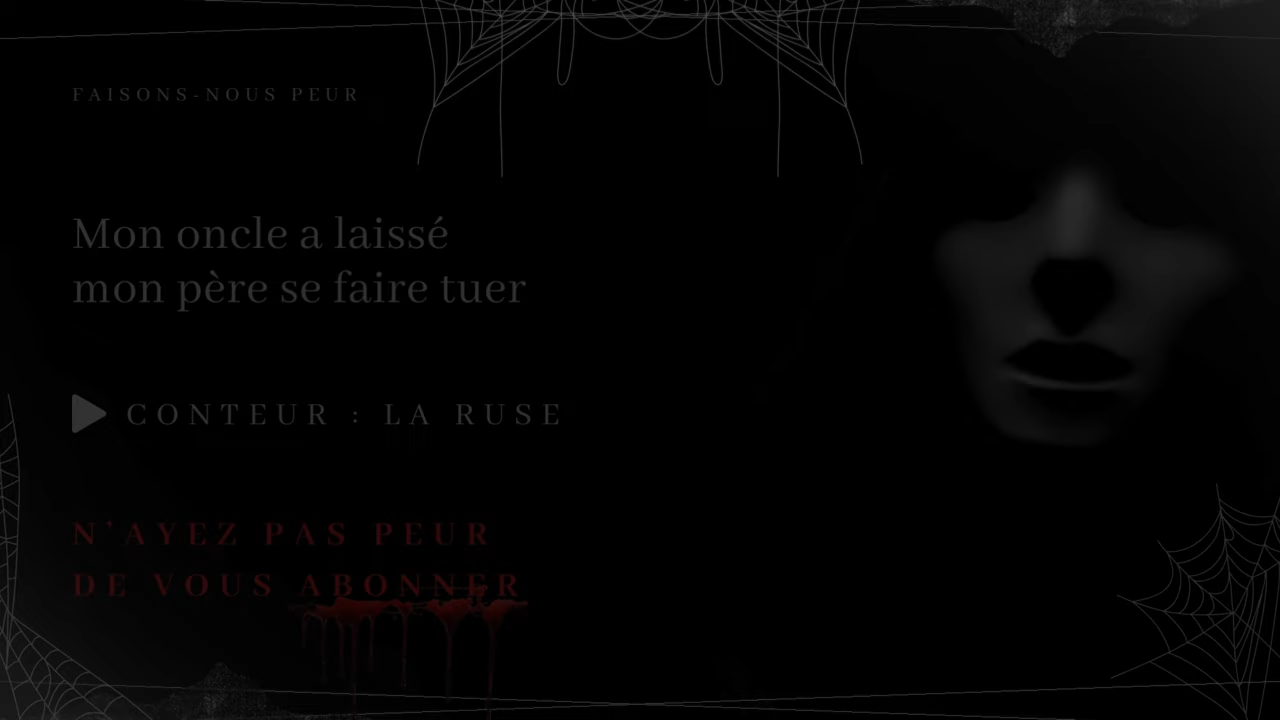 FAISONS-NOUS PEUR
Mon oncle a laissé
mon père se faire tuer
CONTEUR : LA RUSE
N'AYEZ PAS PEUR
DE VOUS ABONNER